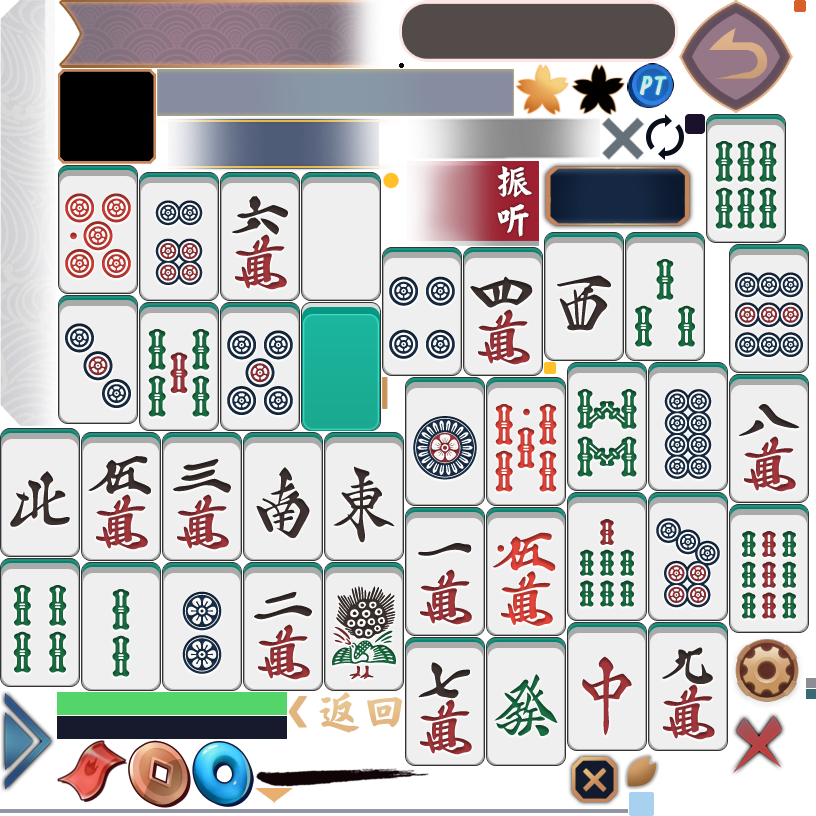 PT
振
听
六
萬
四
萬
西
八
萬
北
伍
萬
三
萬
南
東
一
萬
伍
萬
二
萬
七
萬
發
中
九
萬
返回